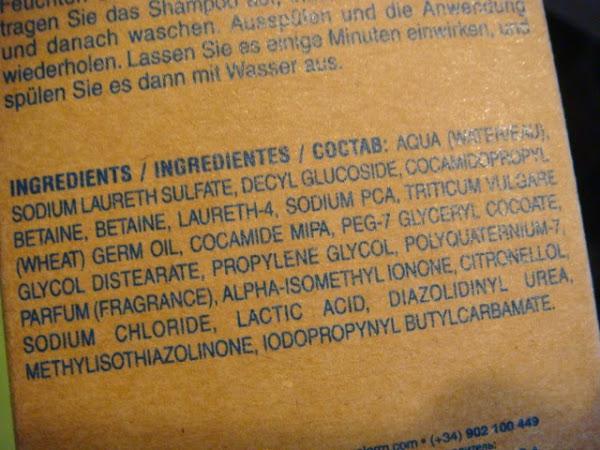 Feuchten
tragen Sie das Shampoo auf,
und danach waschen. Ausspülen und die Anwendung
wiederholen. Lassen Sie es einige Minuten einwirken, und
spülen Sie es dann mit Wasser aus.
INGREDIENTS / INGREDIENTES / COCTAB: AQUA (WATER/EAU),
SODIUM LAURETH SULFATE, DECYL GLUCOSIDE, COCAMIDOPROPYL
BETAINE, BETAINE, LAURETH-4, SODIUM PCA, TRITICUM VULGARE
(WHEAT) GERM OIL, COCAMIDE MIPA, PEG-7 GLYCERYL COCOATE,
GLYCOL DISTEARATE, PROPYLENE GLYCOL, POLYQUATERNIUM-7,
PARFUM (FRAGRANCE), ALPHA-ISOMETHYL IONONE, CITRONELLOL,
SODIUM CHLORIDE, LACTIC ACID, DIAZOLIDINYL UREA,
METHYLISOTHIAZOLINONE, IODOPROPYNYL BUTYLCARBAMATE.
.com • (+34) 902 100 449